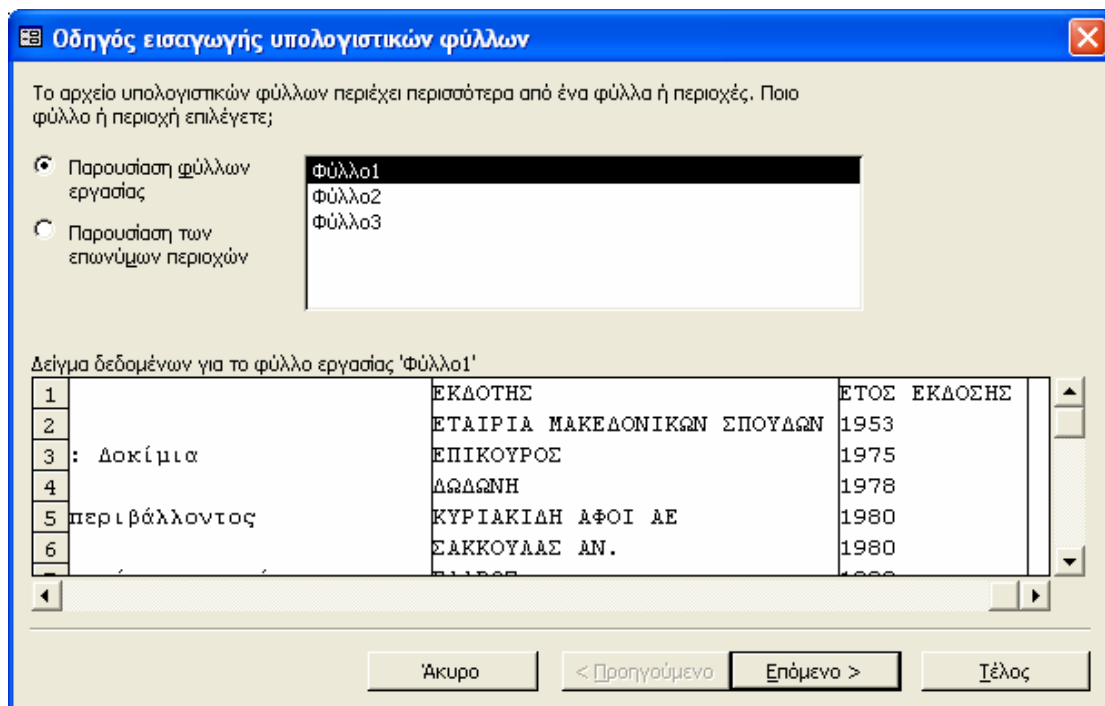 Οδηγός εισαγωγής υπολογιστικών φύλλων
Το αρχείο υπολογιστικών φύλλων περιέχει περισσότερα από ένα φύλλα ή περιοχές. Ποιο
φύλλο ή περιοχή επιλέγετε;
Παρουσίαση φύλλων
εργασίας
Παρουσίαση των
επωνύμων περιοχών
Φύλλο1
Φύλλο2
Φύλλο3
Δείγμα δεδομένων για το φύλλο εργασίας 'Φύλλο1'
1 ΕΚΔΟΤΗΣ ΕΤΟΣ ΕΚΔΟΣΗΣ
2 ΕΤΑΙΡΙΑ ΜΑΚΕΔΟΝΙΚΩΝ ΣΠΟΥΔΩΝ 1953
3 : Δοκίμια ΕΠΙΚΟΥΡΟΣ 1975
4 ΔΩΔΩΝΗ 1978
5 περιβάλλοντος ΚΥΡΙΑΚΙΔΗ ΑΦΟΙ ΑΕ 1980
6 ΣΑΚΚΟΥΛΑΣ ΑΝ. 1980
Άκυρο < Προηγούμενο Επόμενο > Τέλος